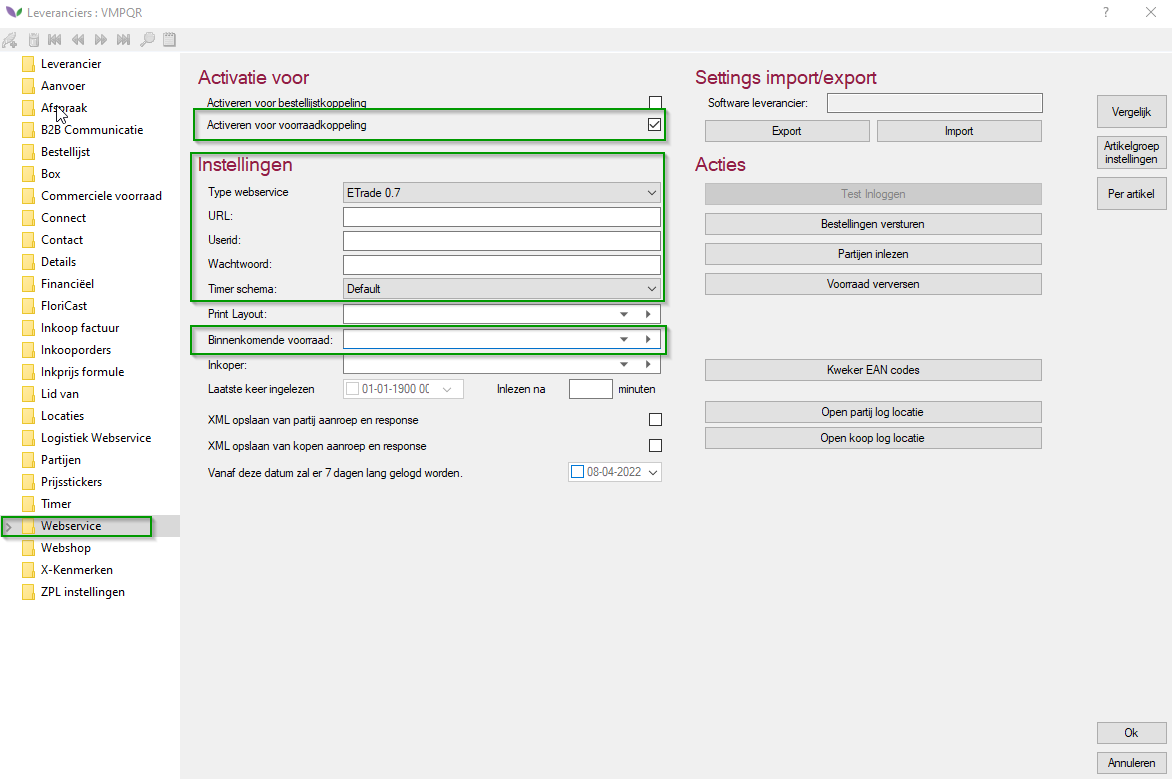 Leveranciers : VMPQR
?
Leverancier
Aanvoer
Afspraak
B2B Communicatie
Bestellijst
Box
Commerciele voorraad
Connect
Contact
Details
Financiëel
FloriCast
Inkoop factuur
Inkooporders
Inkprijs formule
Lid van
Locaties
Logistiek Webservice
Partijen
Prijsstickers
Timer
Webservice
Webshop
X-Kenmerken
ZPL instellingen
Activatie voor
Activeren voor bestellijstkoppeling
Activeren voor voorraadkoppeling
Instellingen
Type webservice ETrade 0.7
URL:
Userid:
Wachtwoord:
Timer schema: Default
Print Layout:
Binnenkomende voorraad:
Inkoper:
Laatste keer ingelezen 01-01-1900 00 Inlezen na minuten
XML opslaan van partij aanroep en response
XML opslaan van kopen aanroep en response
Vanaf deze datum zal er 7 dagen lang gelogd worden. 08-04-2022
Settings import/export
Software leverancier:
Export Import
Acties
Test Inloggen
Bestellingen versturen
Partijen inlezen
Voorraad verversen
Kweker EAN codes
Open partij log locatie
Open koop log locatie
Vergelijk
Artikelgroep
instellingen
Per artikel
Ok
Annuleren